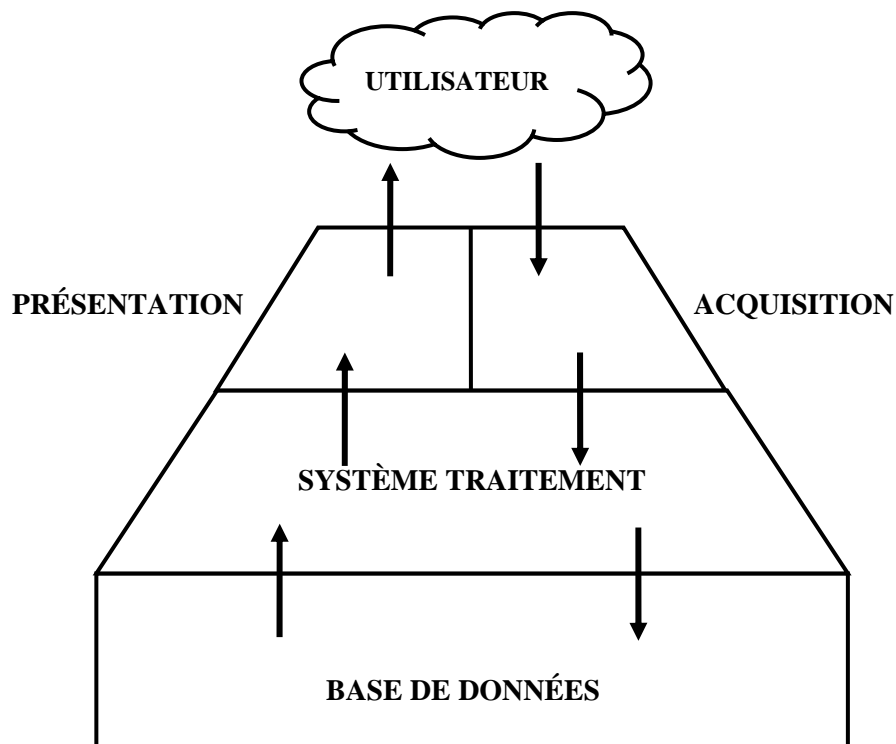 UTILISATEUR
PRÉSENTATION
ACQUISITION
SYSTÈME TRAITEMENT
BASE DE DONNÉES